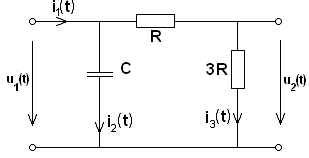 i₁(t)
R
C
3R
u₁(t)
u₂(t)
i₂(t)
i₃(t)